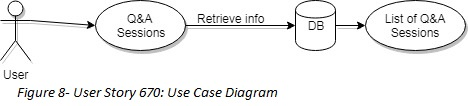 Q&A
Sessions
Retrieve info
DB
List of Q&A
Sessions
User
Figure 8- User Story 670: Use Case Diagram